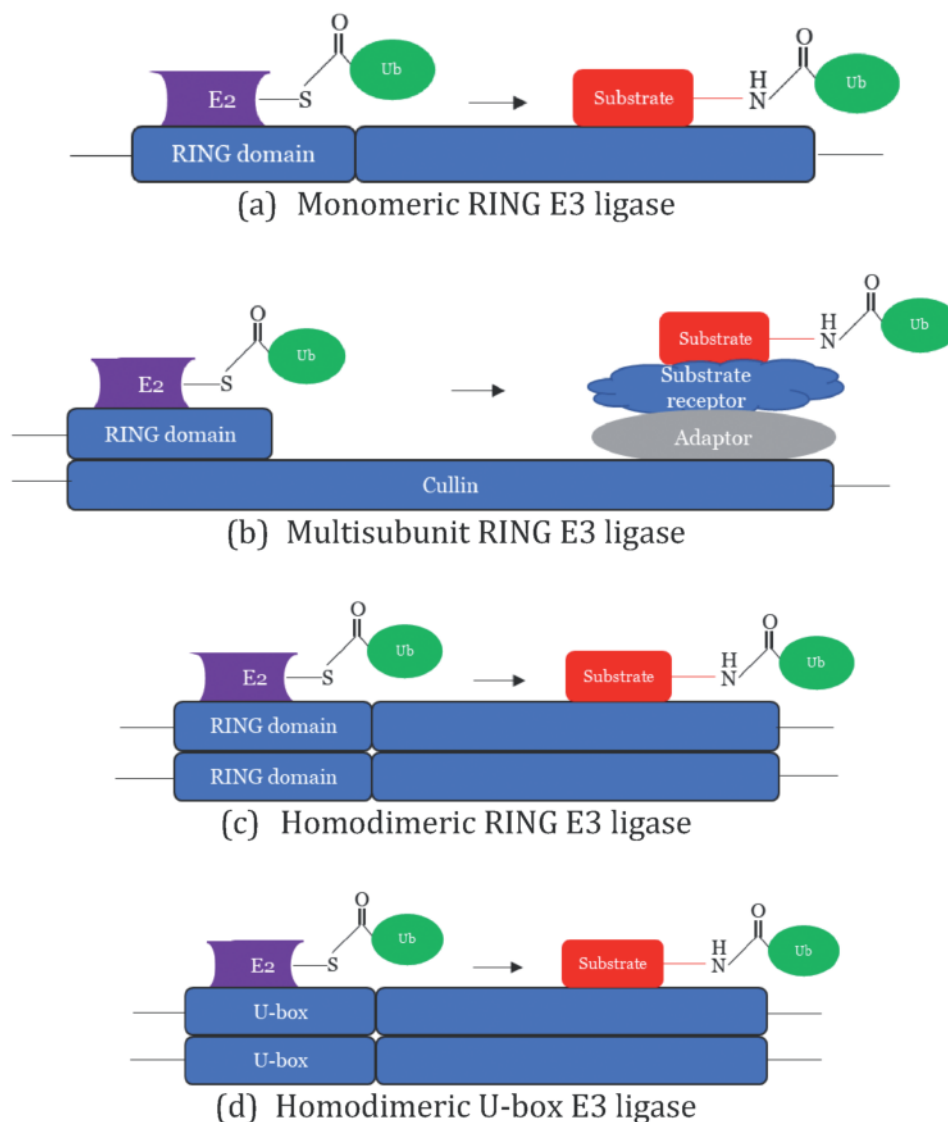 O
E2
S
Ub
Substrate
H
N
O
Ub
RING domain
(a) Monomeric RING E3 ligase
O
E2
S
Ub
RING domain
O
H
N
Ub
Substrate
Substrate
receptor
Adaptor
Cullin
(b) Multisubunit RING E3 ligase
O
E2
S
Ub
Substrate
H
N
O
Ub
RING domain
RING domain
(c) Homodimeric RING E3 ligase
O
E2
S
Ub
Substrate
H
N
O
Ub
U-box
U-box
(d) Homodimeric U-box E3 ligase